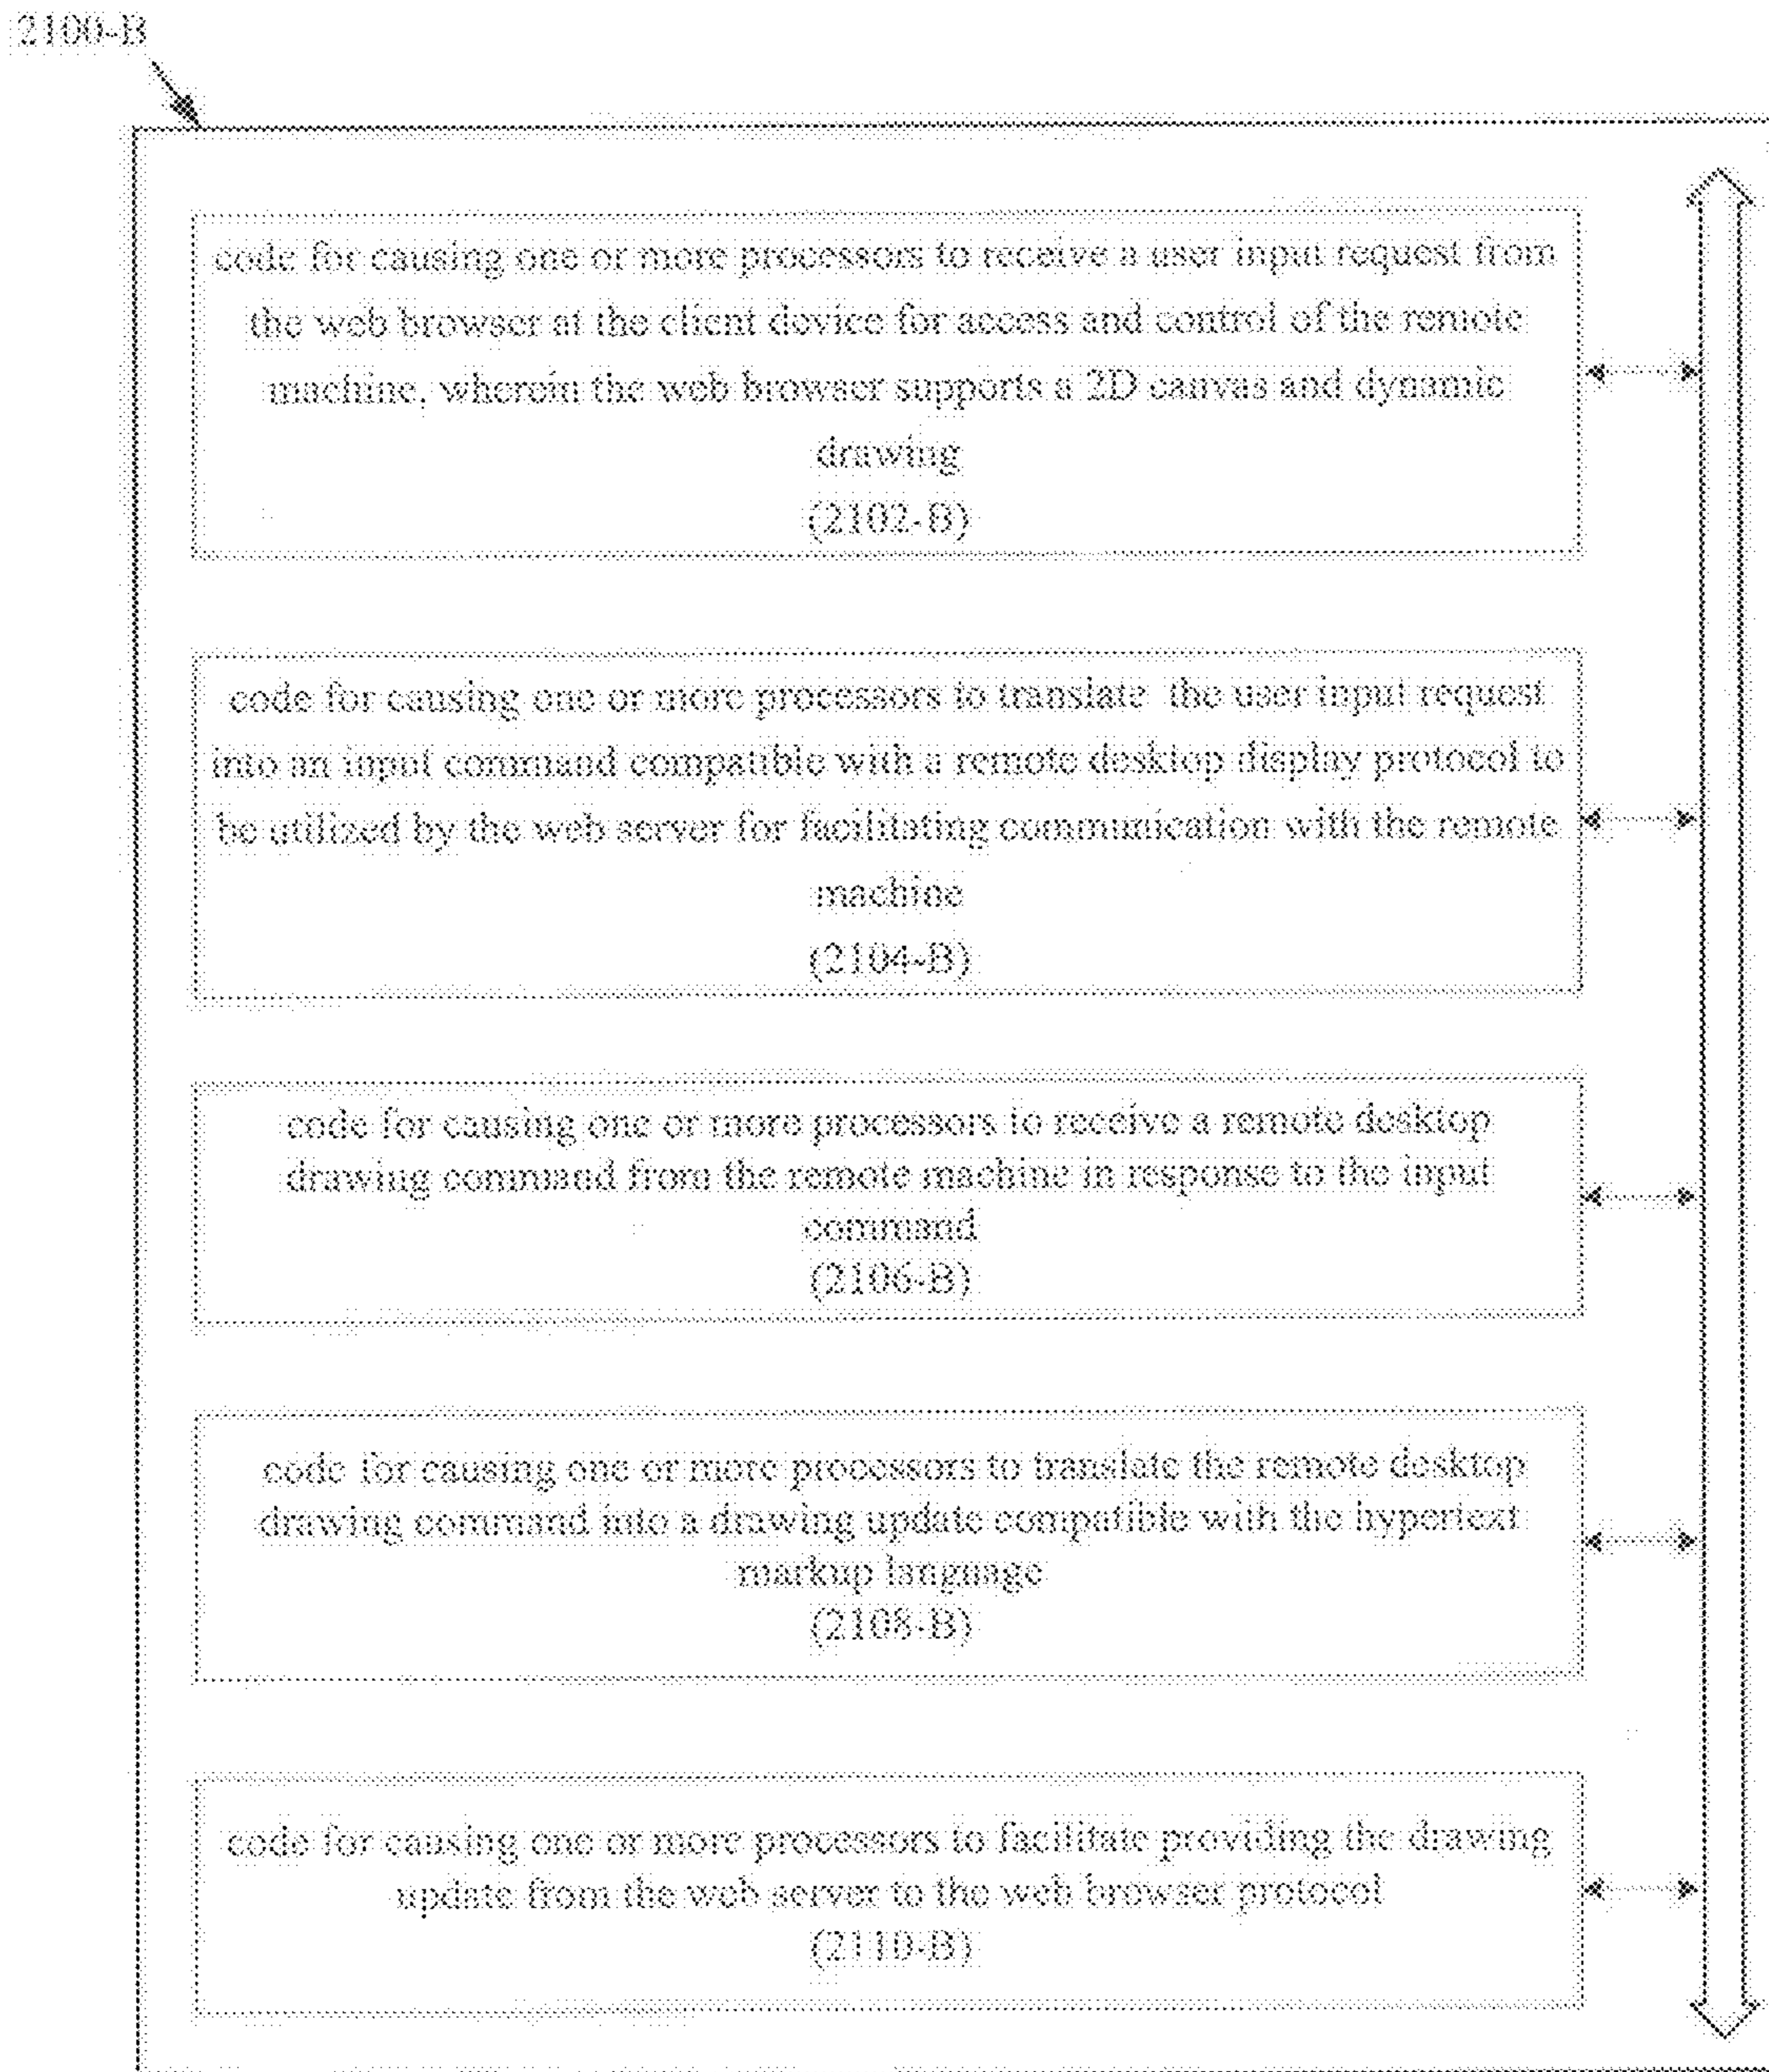 2100-B
code for causing one or more processors to receive a user input request from
the web browser at the client device for access and control of the remote
machine, wherein the web browser supports a 2D canvas and dynamic
drawing
(2102-B)
code for causing one or more processors to translate the user input request
into an input command compatible with a remote desktop display protocol to
be utilized by the web server for facilitating communication with the remote
machine
(2104-B)
code for causing one or more processors to receive a remote desktop
drawing command from the remote machine in response to the input
command
(2106-B)
code for causing one or more processors to translate the remote desktop
drawing command into a drawing update compatible with the hypertext
markup language
(2108-B)
code for causing one or more processors to facilitate providing the drawing
update from the web server to the web browser protocol
(2110-B)